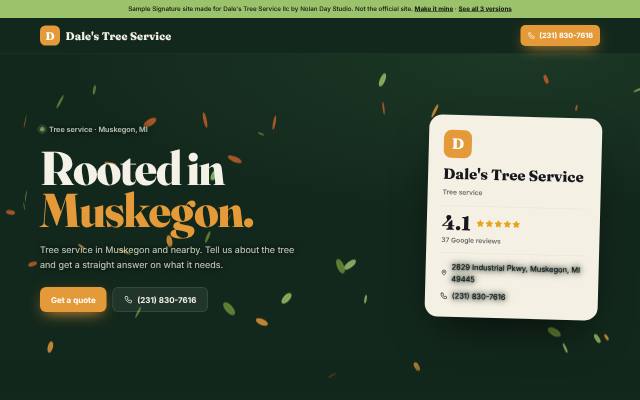 Sample Signature site made for Dale's Tree Service llc by Nolan Day Studio. Not the official site. Make it mine · See all 3 versions
D Dale's Tree Service
(231) 830-7616
Tree service · Muskegon, MI
Rooted in
Muskegon.
Tree service in Muskegon and nearby. Tell us about the tree
and get a straight answer on what it needs.
Get a quote
(231) 830-7616
D
Dale's Tree Service
Tree service
4.1 ★★★★★
37 Google reviews
2829 Industrial Pkwy, Muskegon, MI
49445
(231) 830-7616